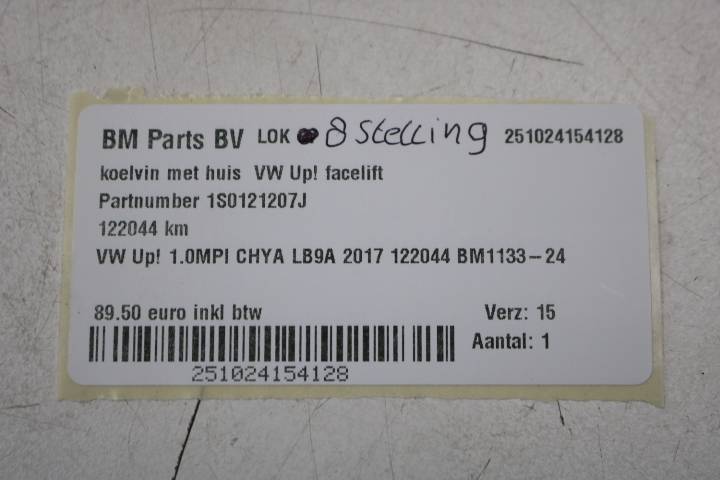 BM Parts BV LOK 8 Stelling 251024154128
koelvin met huis VW Up! facelift
Partnumber 1S0121207J
122044 km
VW Up! 1.0MPI CHYA LB9A 2017 122044 BM1133-24
89.50 euro inkl btw Verz: 15
Aantal: 1
251024154128